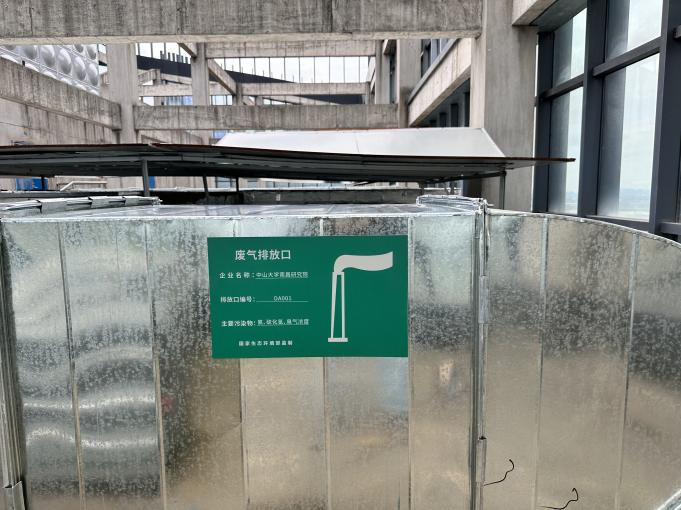 废气排放口
企业名称：中山大学南昌研究院
排放口编号：DA001
主要污染物：氨，硫化氢，臭气浓度
国家生态环境部监制